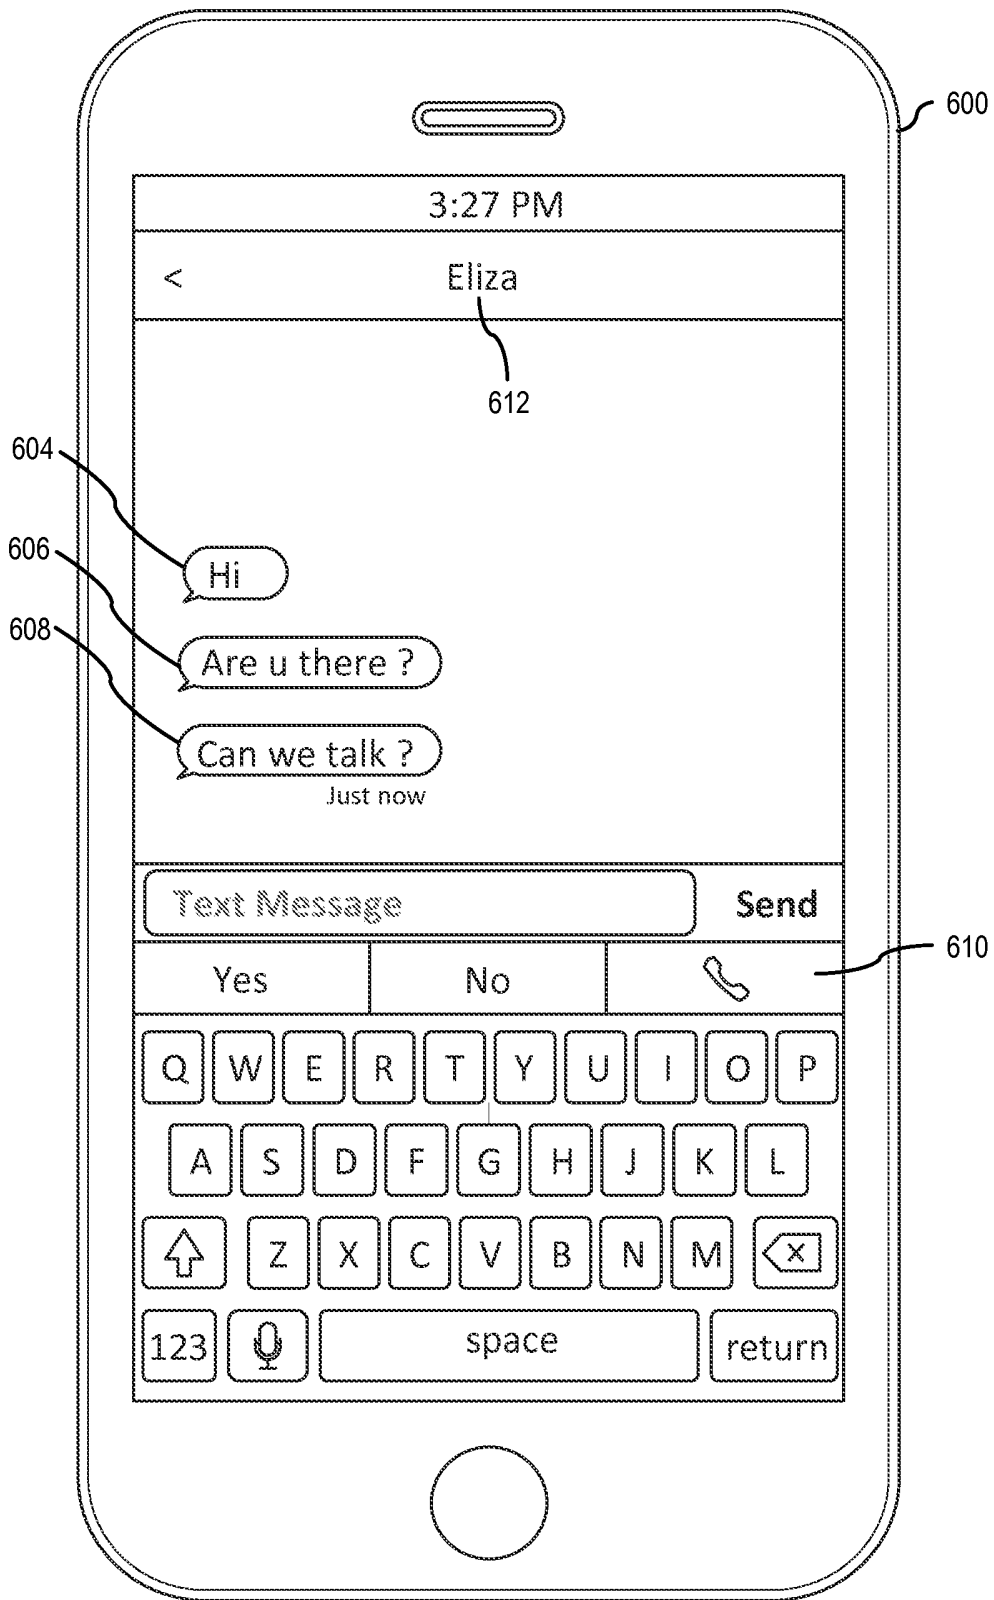 600
3:27 PM
< Eliza
612
604
Hi
606
Are u there ?
608
Can we talk ?
Just now
Text Message Send
Yes No 610
Q W E R T Y U I O P
A S D F G H J K L
Z X C V B N M
123 space return